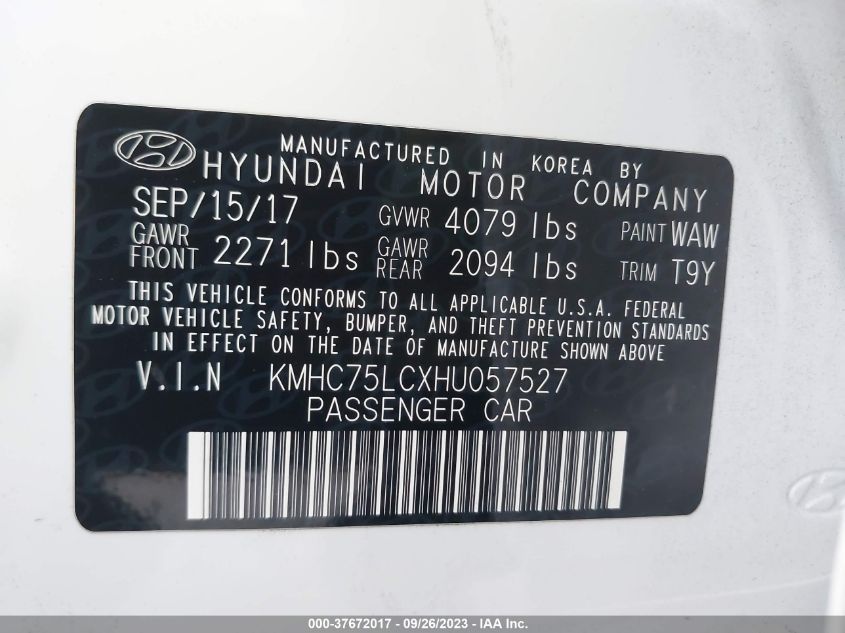 MANUFACTURED IN KOREA BY
HYUNDAI MOTOR COMPANY
SEP/15/17 GVWR 4079 lbs PAINT WAW
GAWR FRONT 2271 lbs GAWR REAR 2094 lbs TRIM T9Y
THIS VEHICLE CONFORMS TO ALL APPLICABLE U.S.A. FEDERAL
MOTOR VEHICLE SAFETY, BUMPER, AND THEFT PREVENTION STANDARDS
IN EFFECT ON THE DATE OF MANUFACTURE SHOWN ABOVE
V.I.N KMHC75LCXHU057527
PASSENGER CAR
000-37672017 - 09/26/2023 - IAA Inc.